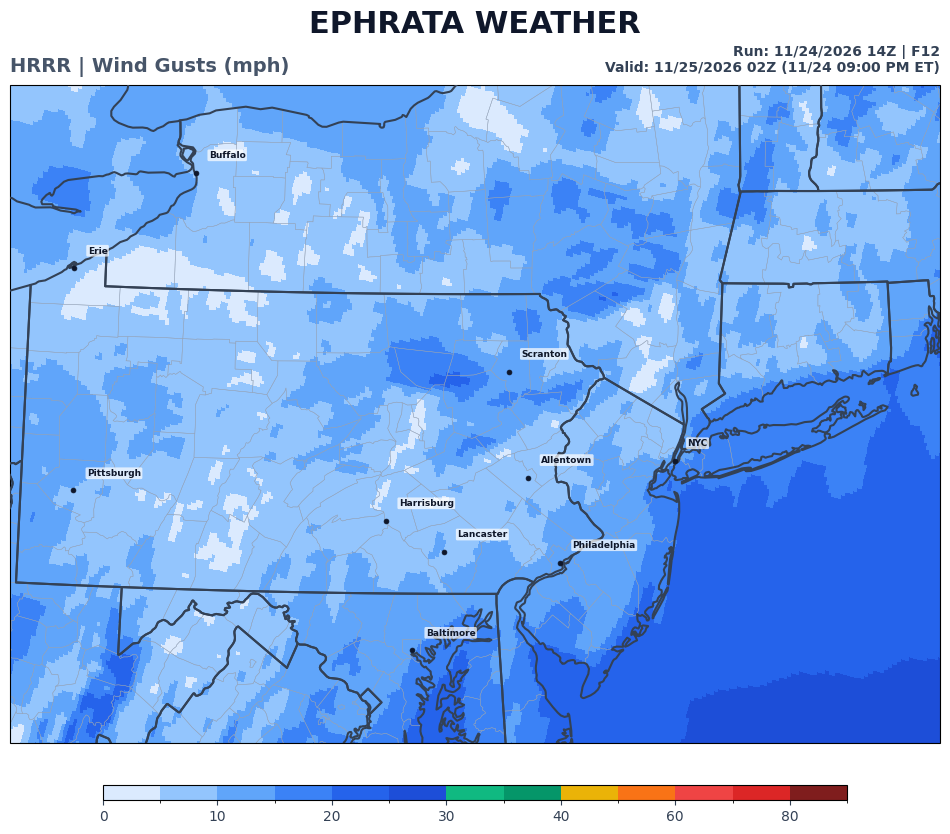 EPHRATA WEATHER
Run: 11/24/2026 14Z | F12
HRRR | Wind Gusts (mph)
Valid: 11/25/2026 02Z (11/24 09:00 PM ET)
Buffalo
Erie
Scranton
NYC
Allentown
Pittsburgh
Harrisburg
Lancaster
Philadelphia
Baltimore
0 10 20 30 40 60 80